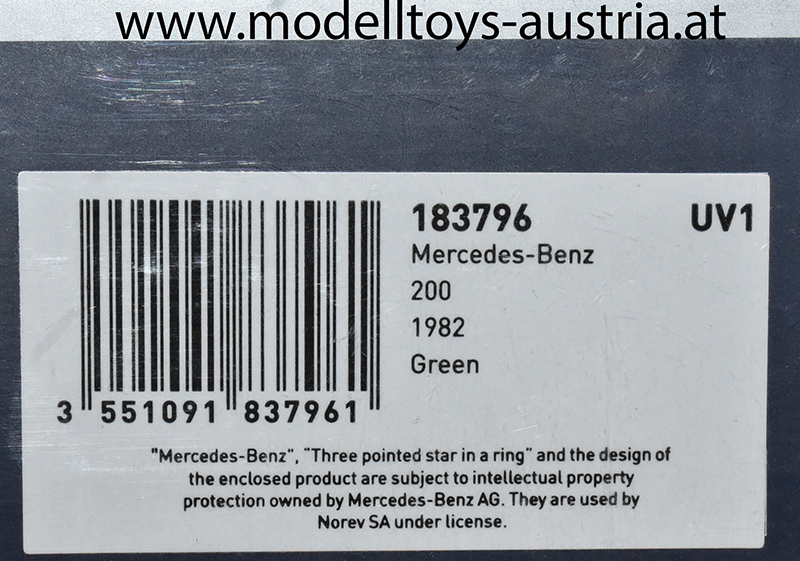 www.modelltoys-austria.at
183796 UV1
Mercedes-Benz
200
1982
Green
3 551091 837961
"Mercedes-Benz", "Three pointed star in a ring" and the design of
the enclosed product are subject to intellectual property
protection owned by Mercedes-Benz AG. They are used by
Norev SA under license.